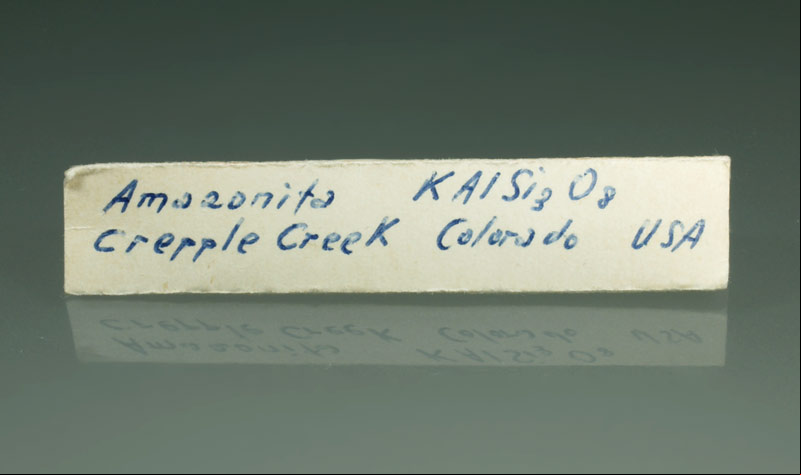 Amazonita KAlSi3O8
Crepple Creek Colorado USA